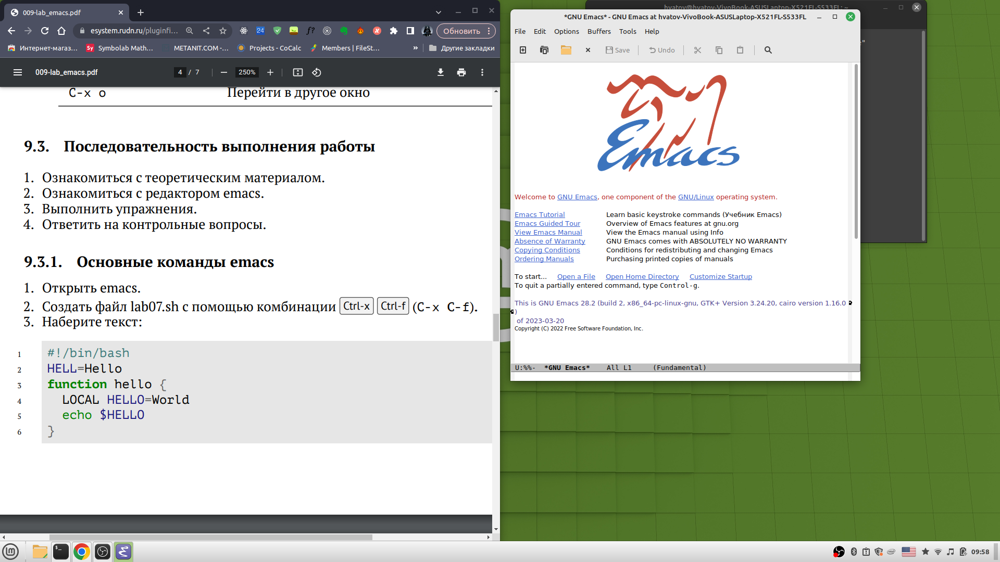 009-lab_emacs.pdf
esystem.rudn.ru/pluginfi...
24
f?
Обновить
Интернет-магаз...
Sy Symbolab Math...
METANIT.COM -...
Projects - CoCalc
Members | FileSt...
»
Другие закладки
009-lab_emacs.pdf
4 / 7
250%
C-x o Перейти в другое окно
9.3. Последовательность выполнения работы
1. Ознакомиться с теоретическим материалом.
2. Ознакомиться с редактором emacs.
3. Выполнить упражнения.
4. Ответить на контрольные вопросы.
9.3.1. Основные команды emacs
1. Открыть emacs.
2. Создать файл lab07.sh с помощью комбинации Ctrl-x Ctrl-f (C-x C-f).
3. Наберите текст:
1 #!/bin/bash
2 HELL=Hello
3 function hello {
4 LOCAL HELLO=World
5 echo $HELLO
6 }
hvatov@hvatov-VivoBook-ASUSLaptop-X521FL-S533FL: ~
*GNU Emacs* - GNU Emacs at hvatov-VivoBook-ASUSLaptop-X521FL-S533FL
File Edit Options Buffers Tools Help
Save Undo
Emacs
Welcome to GNU Emacs, one component of the GNU/Linux operating system.
Emacs Tutorial Learn basic keystroke commands (Учебник Emacs)
Emacs Guided Tour Overview of Emacs features at gnu.org
View Emacs Manual View the Emacs manual using Info
Absence of Warranty GNU Emacs comes with ABSOLUTELY NO WARRANTY
Copying Conditions Conditions for redistributing and changing Emacs
Ordering Manuals Purchasing printed copies of manuals
To start... Open a File Open Home Directory Customize Startup
To quit a partially entered command, type Control-g.
This is GNU Emacs 28.2 (build 2, x86_64-pc-linux-gnu, GTK+ Version 3.24.20, cairo version 1.16.0
)
of 2023-03-20
Copyright (C) 2022 Free Software Foundation, Inc.
U:%%- *GNU Emacs* All L1 (Fundamental)
09:58